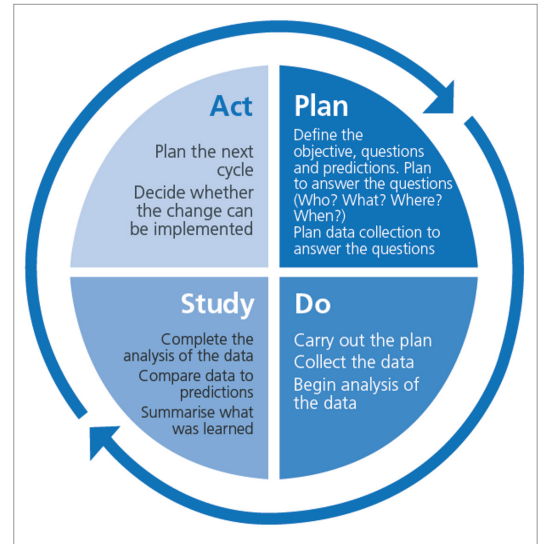 Act
Plan the next
cycle
Decide whether
the change can
be implemented
Plan
Define the
objective, questions
and predictions. Plan
to answer the questions
(Who? What? Where?
When?)
Plan data collection to
answer the questions
Study
Complete the
analysis of the data
Compare data to
predictions
Summarise what
was learned
Do
Carry out the plan
Collect the data
Begin analysis of
the data